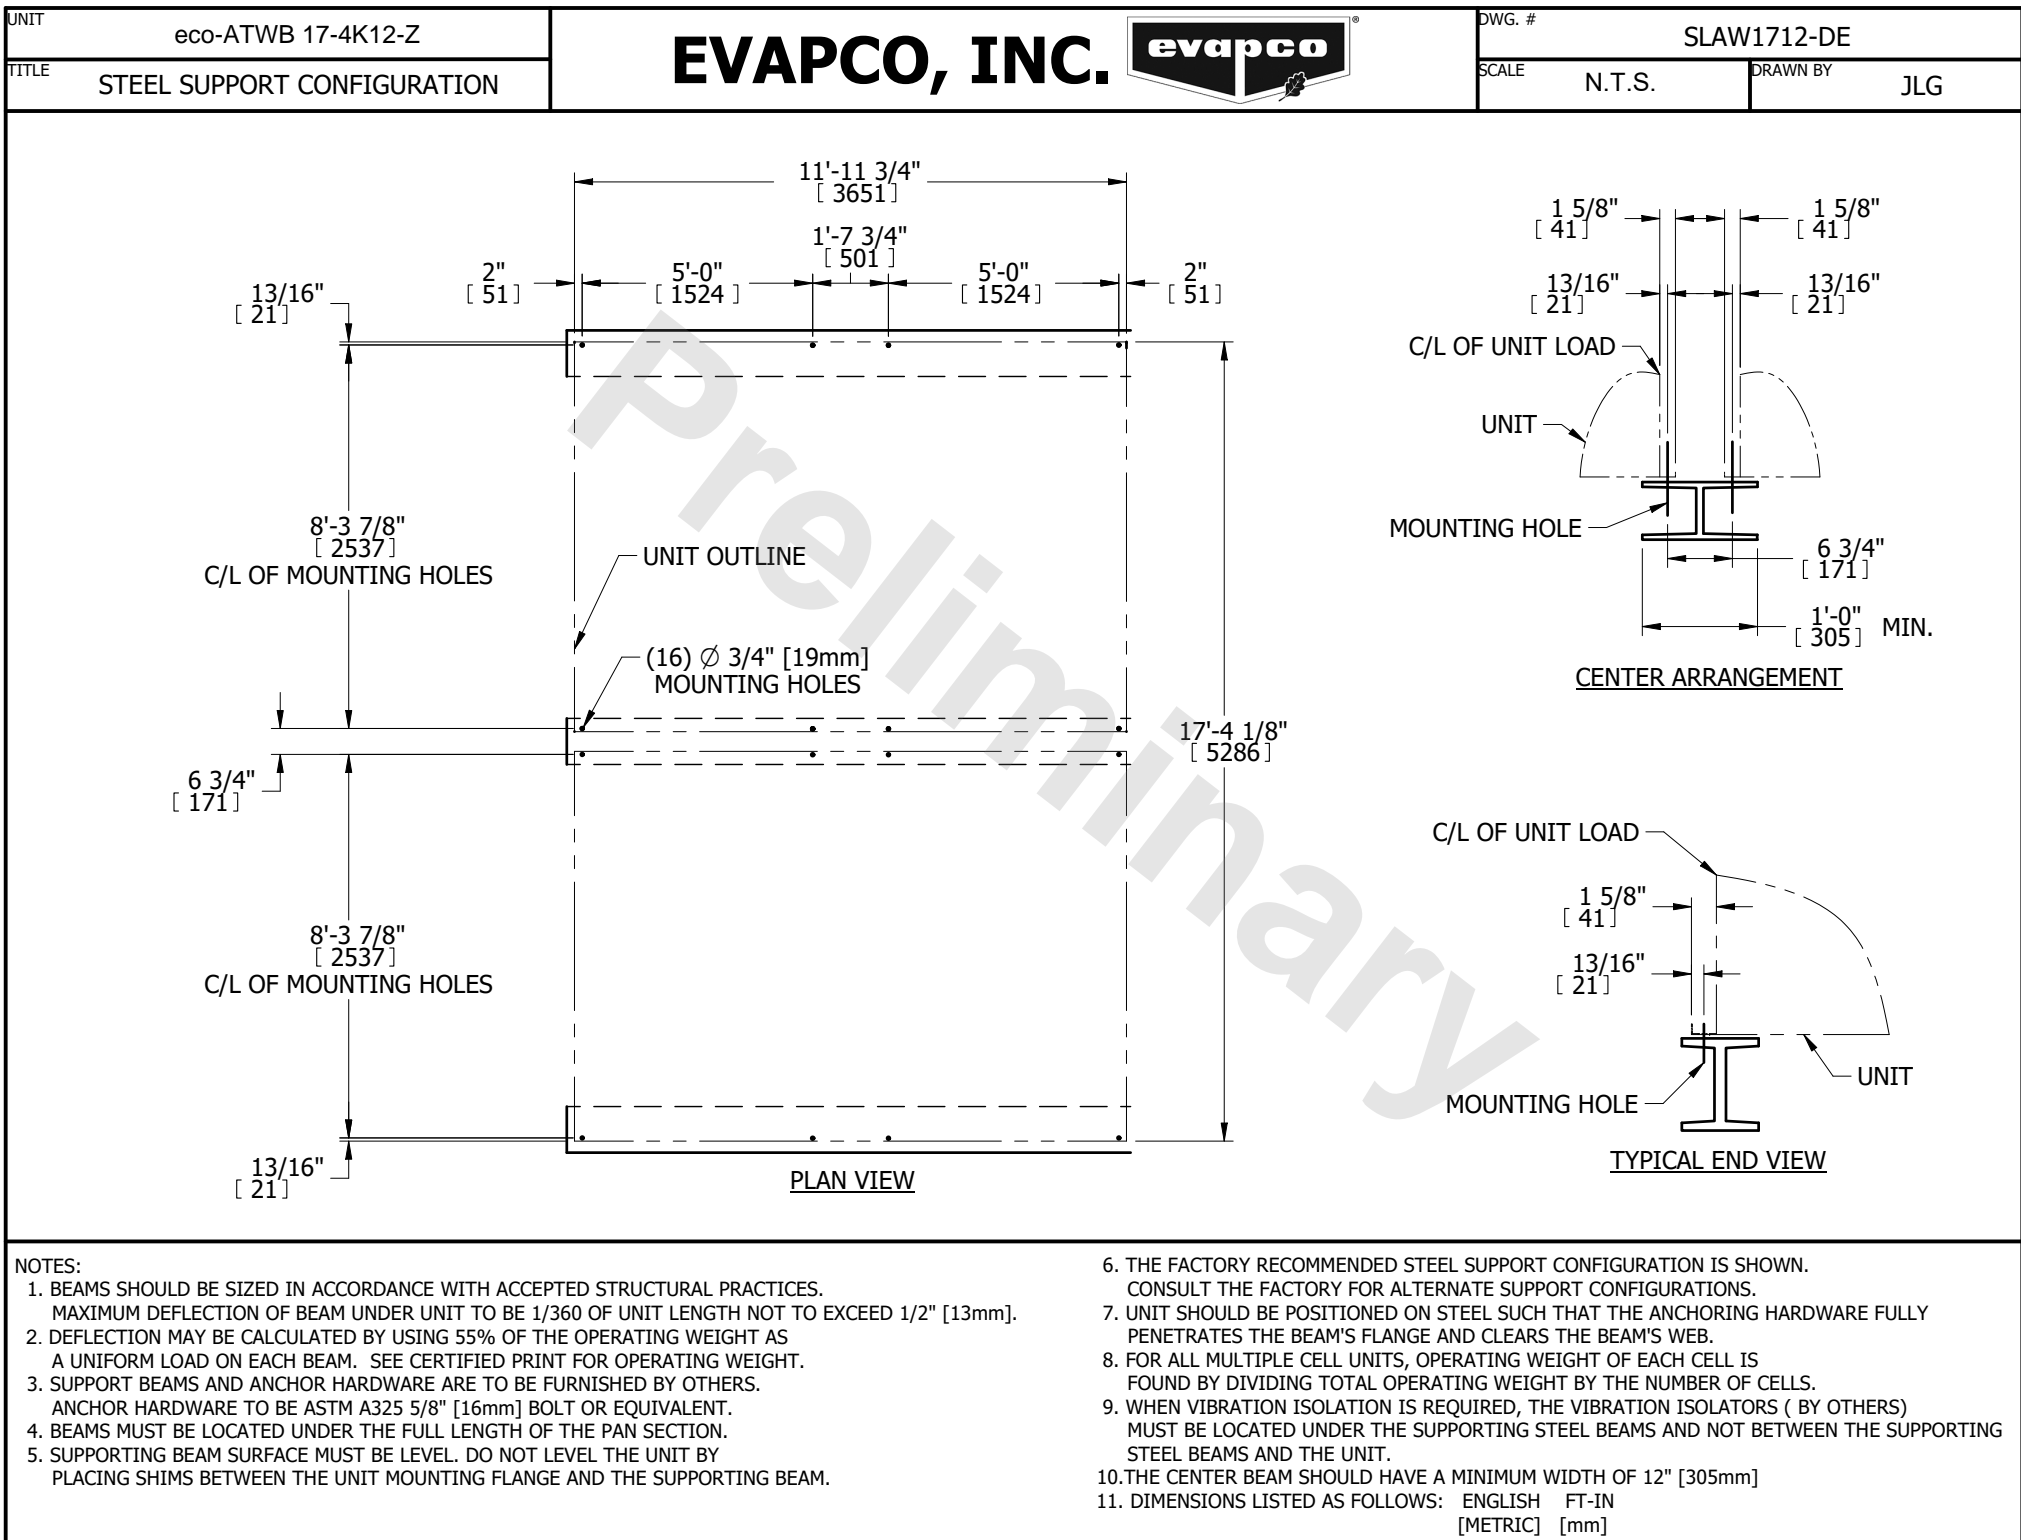 UNIT
eco-ATWB 17-4K12-Z
TITLE
STEEL SUPPORT CONFIGURATION
EVAPCO, INC.
evapco
®
DWG. #
SLAW1712-DE
SCALE
N.T.S.
DRAWN BY
JLG
11'-11 3/4"
[ 3651 ]
1'-7 3/4"
[ 501 ]
2"
[ 51 ]
5'-0"
[ 1524 ]
5'-0"
[ 1524 ]
2"
[ 51 ]
13/16"
[ 21 ]
8'-3 7/8"
[ 2537 ]
C/L OF MOUNTING HOLES
UNIT OUTLINE
(16) Ø 3/4" [19mm]
MOUNTING HOLES
6 3/4"
[ 171 ]
17'-4 1/8"
[ 5286 ]
8'-3 7/8"
[ 2537 ]
C/L OF MOUNTING HOLES
13/16"
[ 21 ]
PLAN VIEW
Preliminary
1 5/8"
[ 41 ]
1 5/8"
[ 41 ]
13/16"
[ 21 ]
13/16"
[ 21 ]
C/L OF UNIT LOAD
UNIT
MOUNTING HOLE
6 3/4"
[ 171 ]
1'-0"
[ 305 ] MIN.
CENTER ARRANGEMENT
C/L OF UNIT LOAD
1 5/8"
[ 41 ]
13/16"
[ 21 ]
UNIT
MOUNTING HOLE
TYPICAL END VIEW
NOTES:
1. BEAMS SHOULD BE SIZED IN ACCORDANCE WITH ACCEPTED STRUCTURAL PRACTICES.
MAXIMUM DEFLECTION OF BEAM UNDER UNIT TO BE 1/360 OF UNIT LENGTH NOT TO EXCEED 1/2" [13mm].
2. DEFLECTION MAY BE CALCULATED BY USING 55% OF THE OPERATING WEIGHT AS
A UNIFORM LOAD ON EACH BEAM. SEE CERTIFIED PRINT FOR OPERATING WEIGHT.
3. SUPPORT BEAMS AND ANCHOR HARDWARE ARE TO BE FURNISHED BY OTHERS.
ANCHOR HARDWARE TO BE ASTM A325 5/8" [16mm] BOLT OR EQUIVALENT.
4. BEAMS MUST BE LOCATED UNDER THE FULL LENGTH OF THE PAN SECTION.
5. SUPPORTING BEAM SURFACE MUST BE LEVEL. DO NOT LEVEL THE UNIT BY
PLACING SHIMS BETWEEN THE UNIT MOUNTING FLANGE AND THE SUPPORTING BEAM.
6. THE FACTORY RECOMMENDED STEEL SUPPORT CONFIGURATION IS SHOWN.
CONSULT THE FACTORY FOR ALTERNATE SUPPORT CONFIGURATIONS.
7. UNIT SHOULD BE POSITIONED ON STEEL SUCH THAT THE ANCHORING HARDWARE FULLY
PENETRATES THE BEAM'S FLANGE AND CLEARS THE BEAM'S WEB.
8. FOR ALL MULTIPLE CELL UNITS, OPERATING WEIGHT OF EACH CELL IS
FOUND BY DIVIDING TOTAL OPERATING WEIGHT BY THE NUMBER OF CELLS.
9. WHEN VIBRATION ISOLATION IS REQUIRED, THE VIBRATION ISOLATORS ( BY OTHERS)
MUST BE LOCATED UNDER THE SUPPORTING STEEL BEAMS AND NOT BETWEEN THE SUPPORTING
STEEL BEAMS AND THE UNIT.
10.THE CENTER BEAM SHOULD HAVE A MINIMUM WIDTH OF 12" [305mm]
11. DIMENSIONS LISTED AS FOLLOWS: ENGLISH FT-IN
[METRIC] [mm]